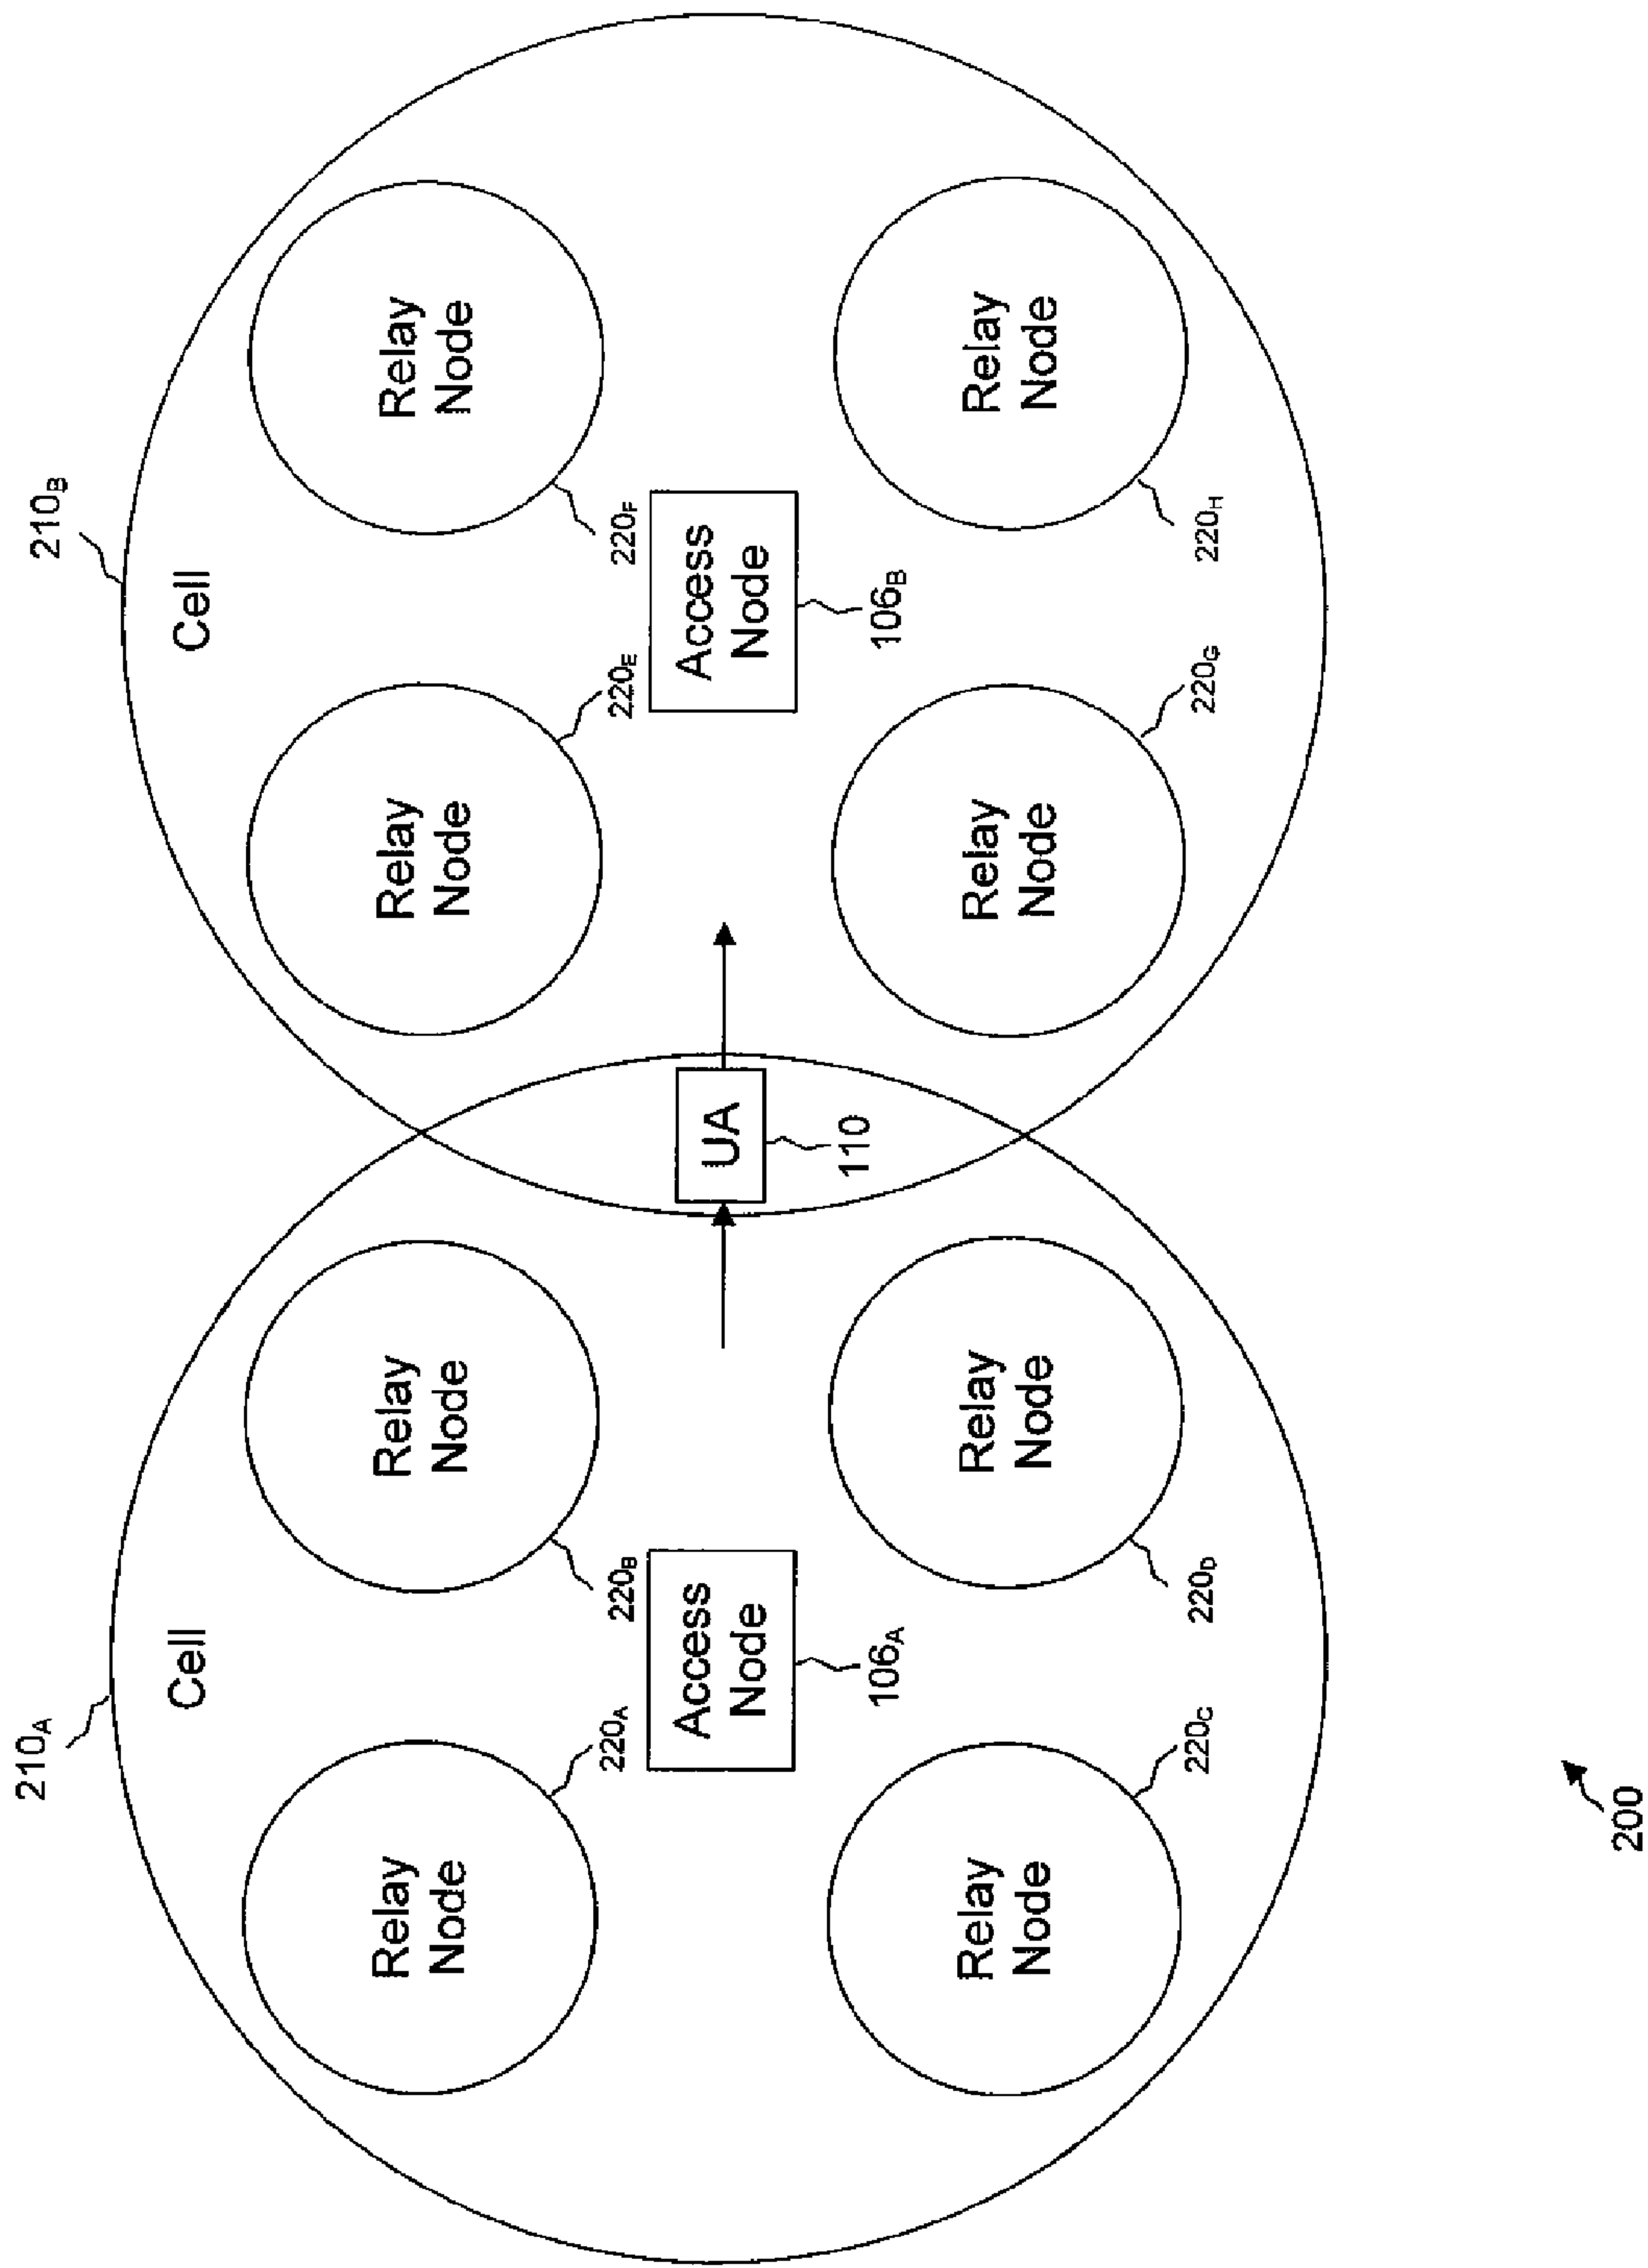 210A
210B
Cell
Cell
Relay
Node
Relay
Node
Relay
Node
Relay
Node
220A
220B
220E
220F
Access
Node
UA
Access
Node
106A
110
106B
Relay
Node
Relay
Node
Relay
Node
Relay
Node
220C
220D
220G
220H
200